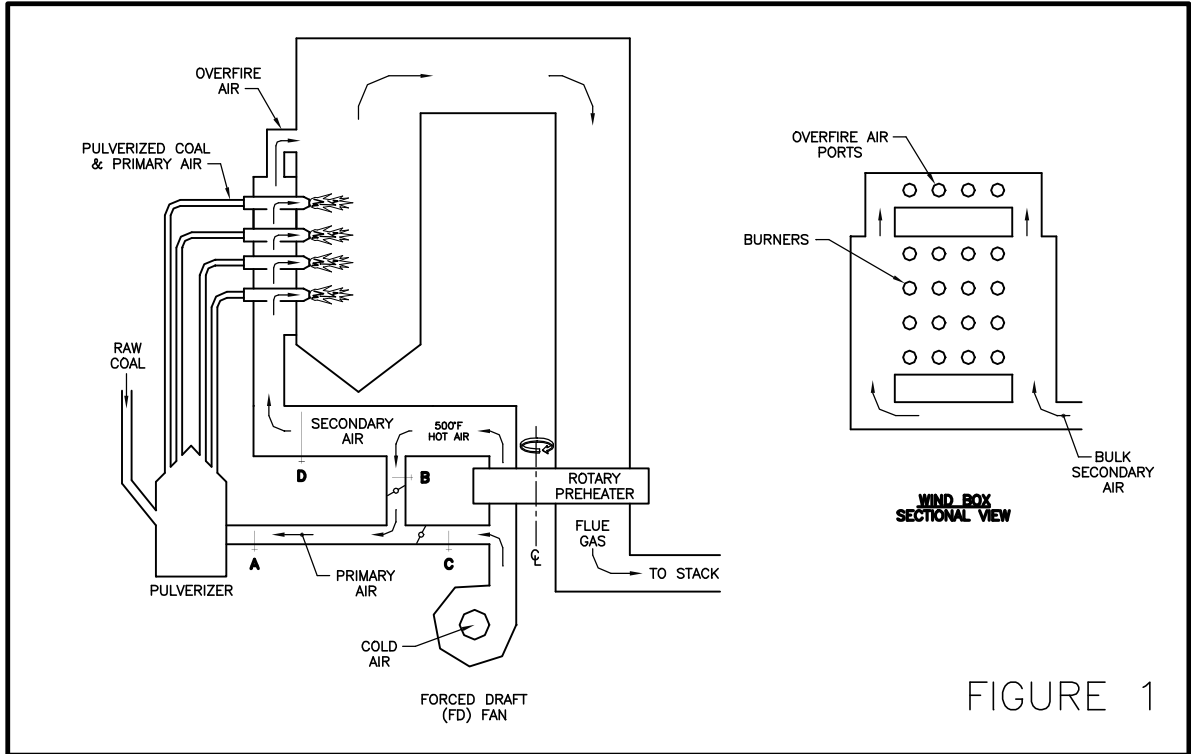 OVERFIRE
AIR
PULVERIZED COAL
& PRIMARY AIR
RAW
COAL
SECONDARY
AIR
500°F
HOT AIR
D
B
ROTARY
PREHEATER
FLUE
GAS
℄
TO STACK
A
C
PRIMARY
AIR
PULVERIZER
COLD
AIR
FORCED DRAFT
(FD) FAN
OVERFIRE AIR
PORTS
BURNERS
BULK
SECONDARY
AIR
WIND BOX
SECTIONAL VIEW
FIGURE 1